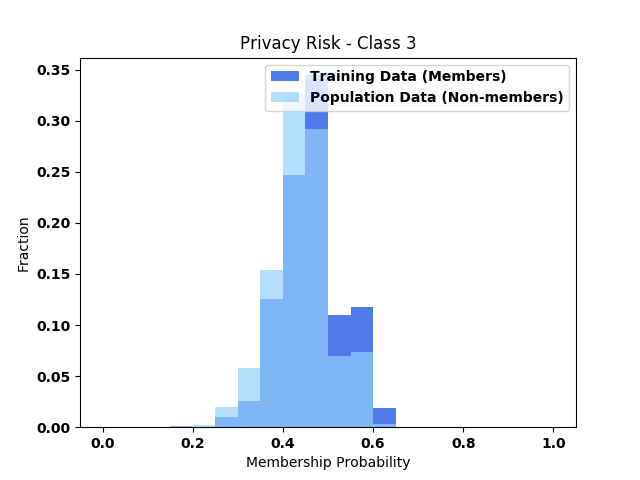 Privacy Risk - Class 3
Training Data (Members)
Population Data (Non-members)
0.35
0.30
0.25
0.20
0.15
0.10
0.05
0.00
Fraction
0.0 0.2 0.4 0.6 0.8 1.0
Membership Probability